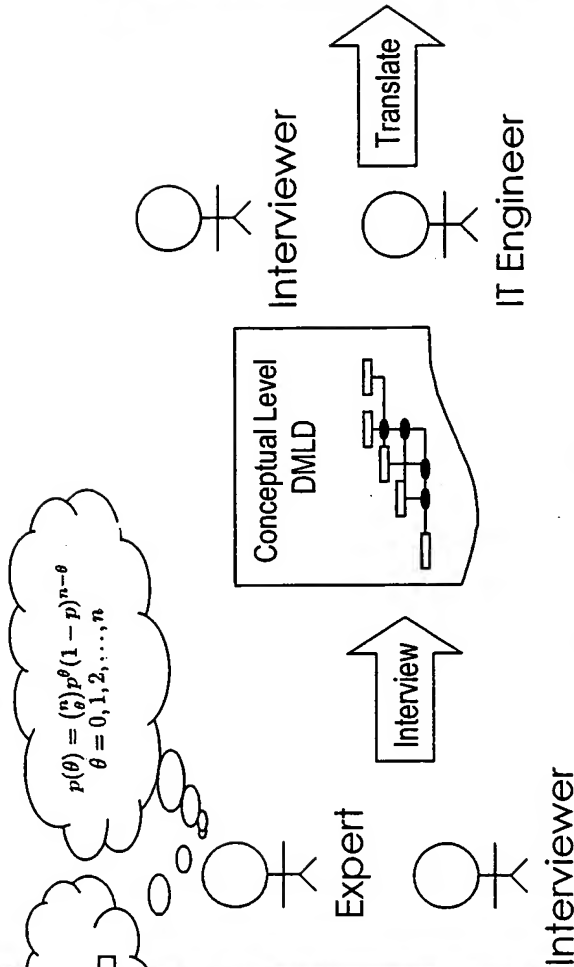 p(θ) = (n θ)p^θ(1 − p)^{n−θ}
θ = 0, 1, 2, …, n
Expert
Interviewer
Interview
Conceptual Level
DMLD
Interviewer
IT Engineer
Translate